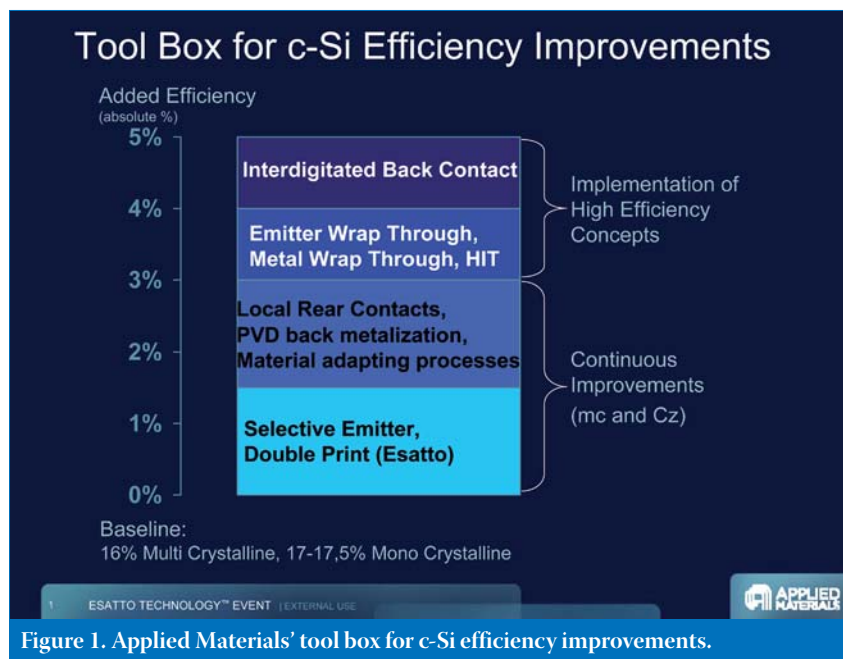 Tool Box for c-Si Efficiency Improvements
Added Efficiency
(absolute %)
5%
4%
3%
2%
1%
0%
Interdigitated Back Contact
Emitter Wrap Through,
Metal Wrap Through, HIT
Local Rear Contacts,
PVD back metalization,
Material adapting processes
Selective Emitter,
Double Print (Esatto)
Implementation of
High Efficiency
Concepts
Continuous
Improvements
(mc and Cz)
Baseline:
16% Multi Crystalline, 17-17,5% Mono Crystalline
1 ESATTO TECHNOLOGY™ EVENT | EXTERNAL USE
APPLIED
MATERIALS
Figure 1. Applied Materials' tool box for c-Si efficiency improvements.